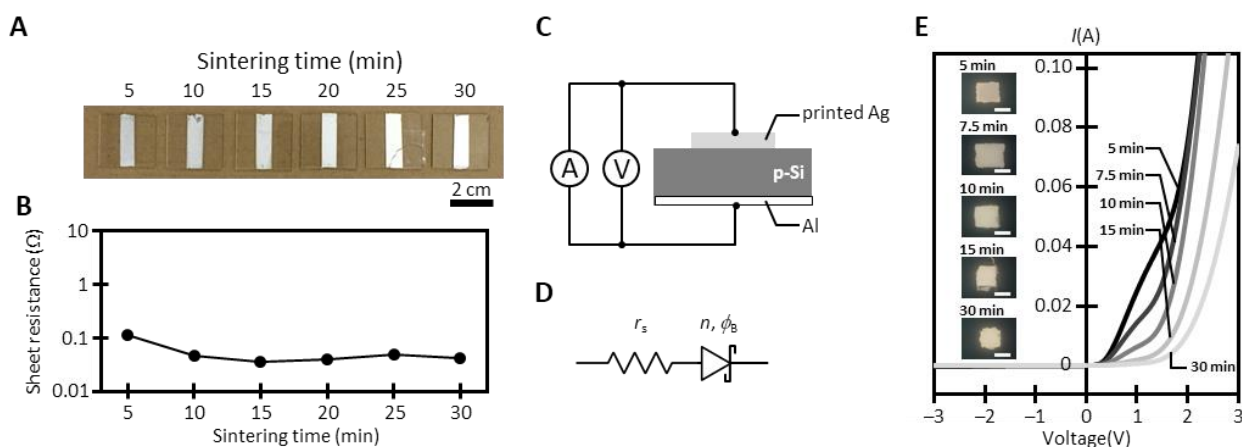 A
Sintering time (min)
5 10 15 20 25 30
2 cm
B
Sheet resistance (Ω)
10
1
0.1
0.01
5 10 15 20 25 30
Sintering time (min)
C
A V
printed Ag
p-Si
Al
D
rs n, ϕB
E
I(A)
0.10
0.08
0.06
0.04
0.02
0
5 min
7.5 min
10 min
15 min
30 min
5 min
7.5 min
10 min
15 min
30 min
−3 −2 −1 0 1 2 3
Voltage(V)